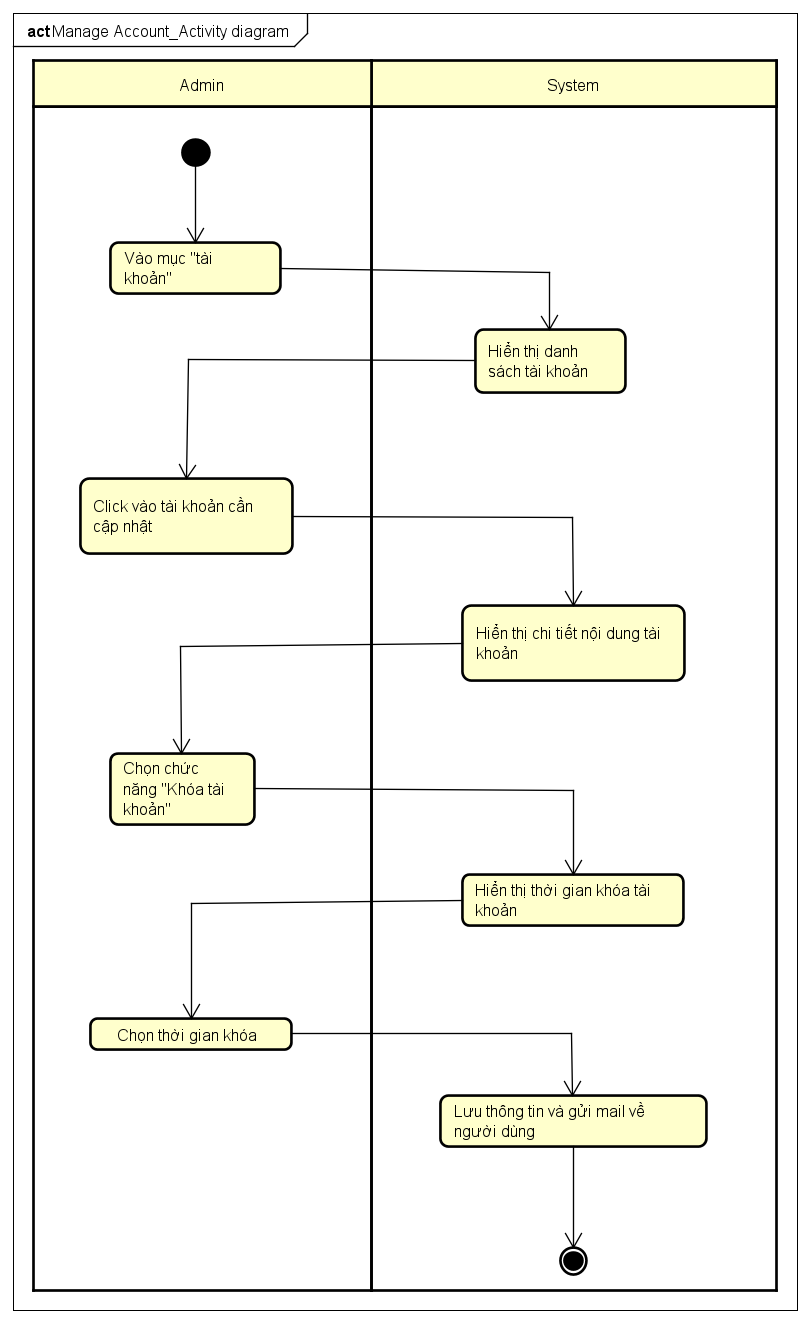 act Manage Account_Activity diagram
Admin
System
Vào mục "tài
khoản"
Hiển thị danh
sách tài khoản
Click vào tài khoản cần
cập nhật
Hiển thị chi tiết nội dung tài
khoản
Chọn chức
năng "Khóa tài
khoản"
Hiển thị thời gian khóa tài
khoản
Chọn thời gian khóa
Lưu thông tin và gửi mail về
người dùng